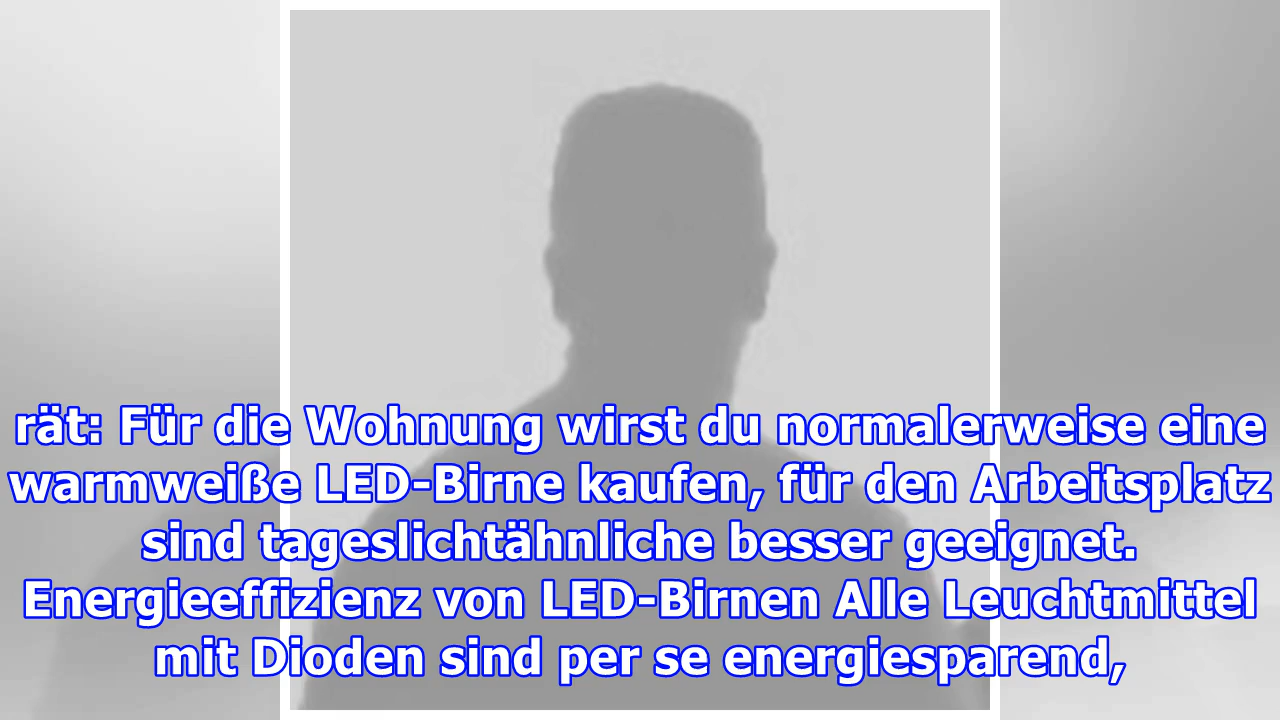 rät: Für die Wohnung wirst du normalerweise eine
warmweiße LED-Birne kaufen, für den Arbeitsplatz
sind tageslichtähnliche besser geeignet.
Energieeffizienz von LED-Birnen Alle Leuchtmittel
mit Dioden sind per se energiesparend,